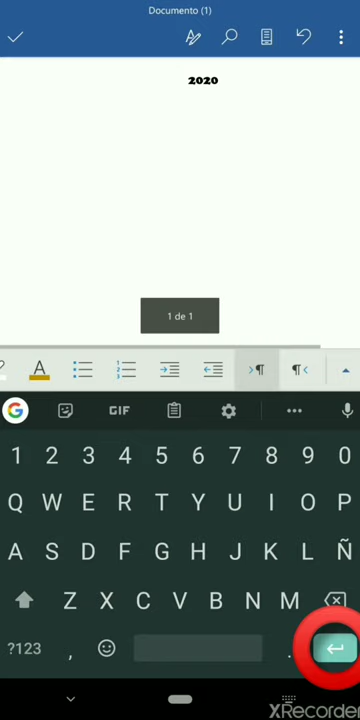 Documento (1)
2020
1 de 1
A
GIF
1 2 3 4 5 6 7 8 9 0
Q W E R T Y U I O P
A S D F G H J K L Ñ
Z X C V B N M
?123 , .
XRecorder